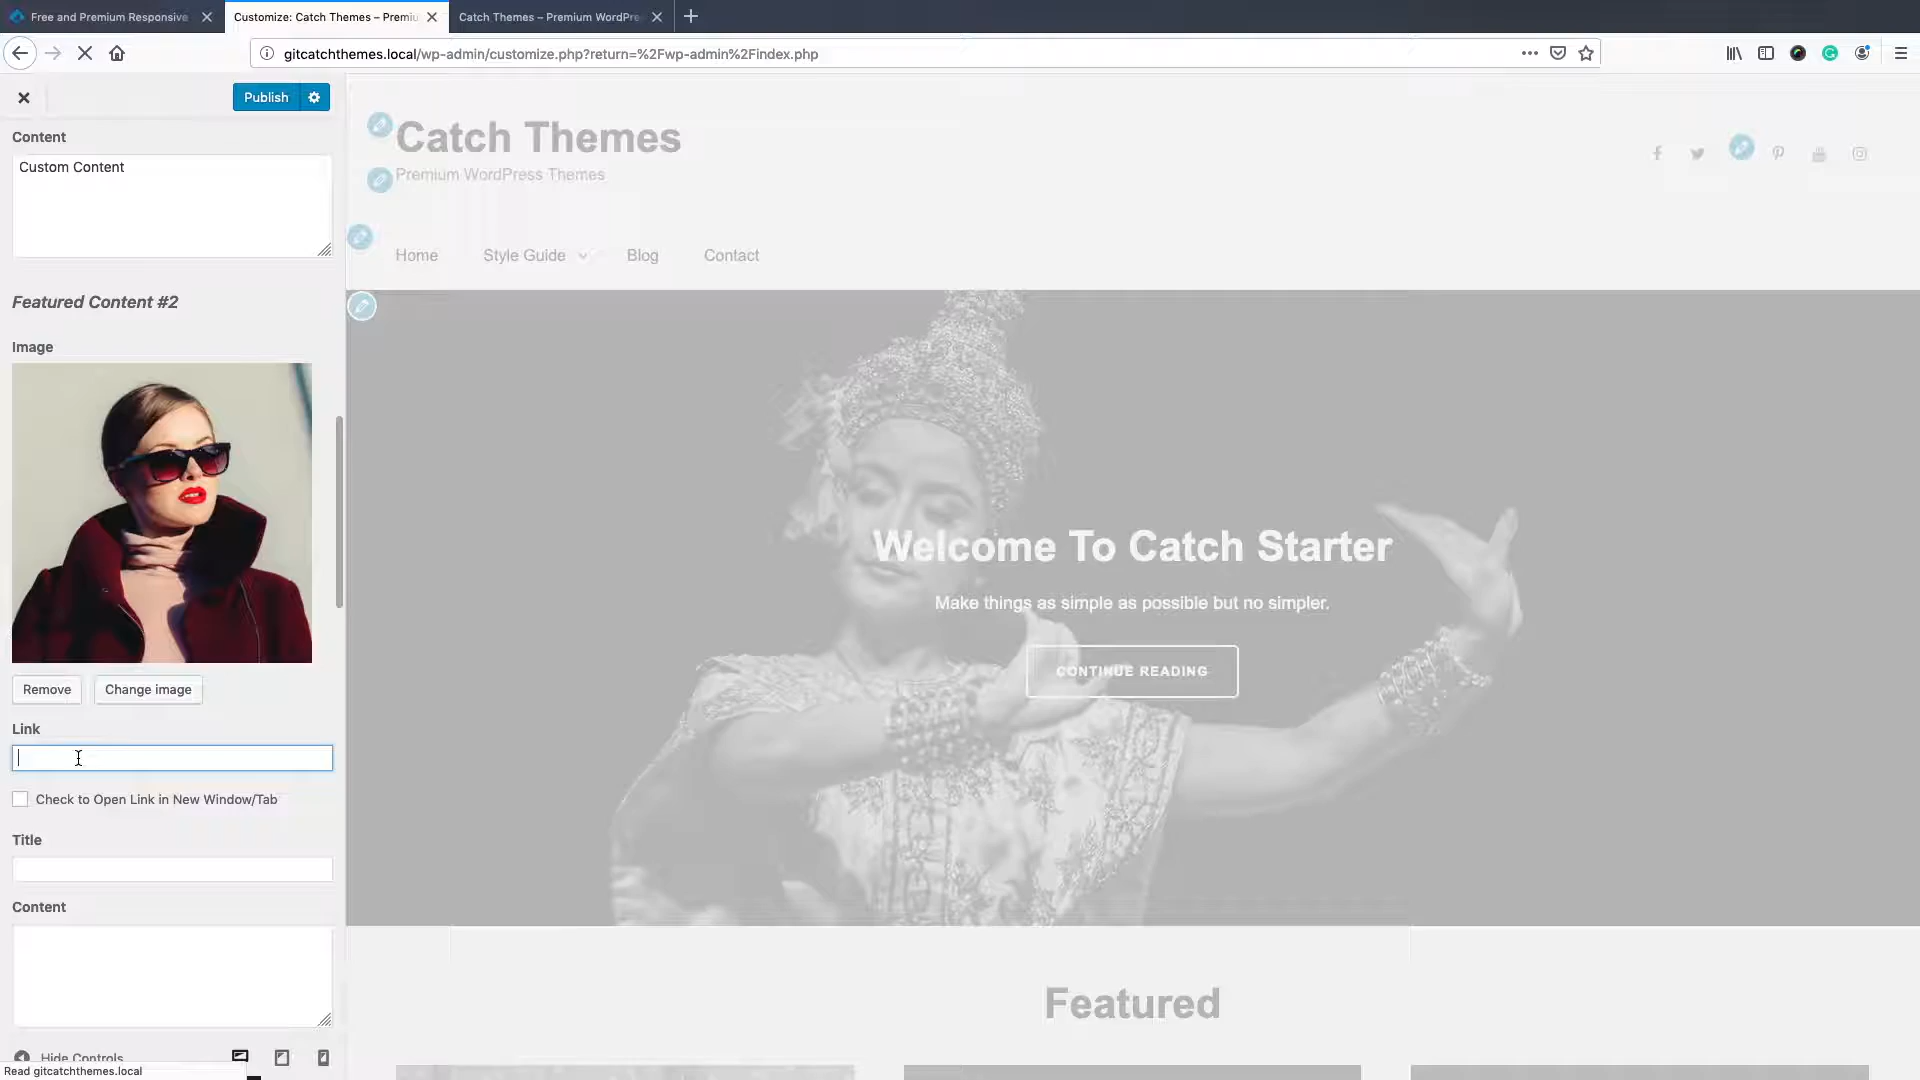 Free and Premium Responsive
Customize: Catch Themes – Premiu
Catch Themes – Premium WordPre
gitcatchthemes.local/wp-admin/customize.php?return=%2Fwp-admin%2Findex.php
Publish
Content
Custom Content
Featured Content #2
Image
Remove
Change image
Link
Check to Open Link in New Window/Tab
Title
Content
Hide Controls
Read gitcatchthemes.local
Catch Themes
Premium WordPress Themes
Home
Style Guide
Blog
Contact
Welcome To Catch Starter
Make things as simple as possible but no simpler.
CONTINUE READING
Featured